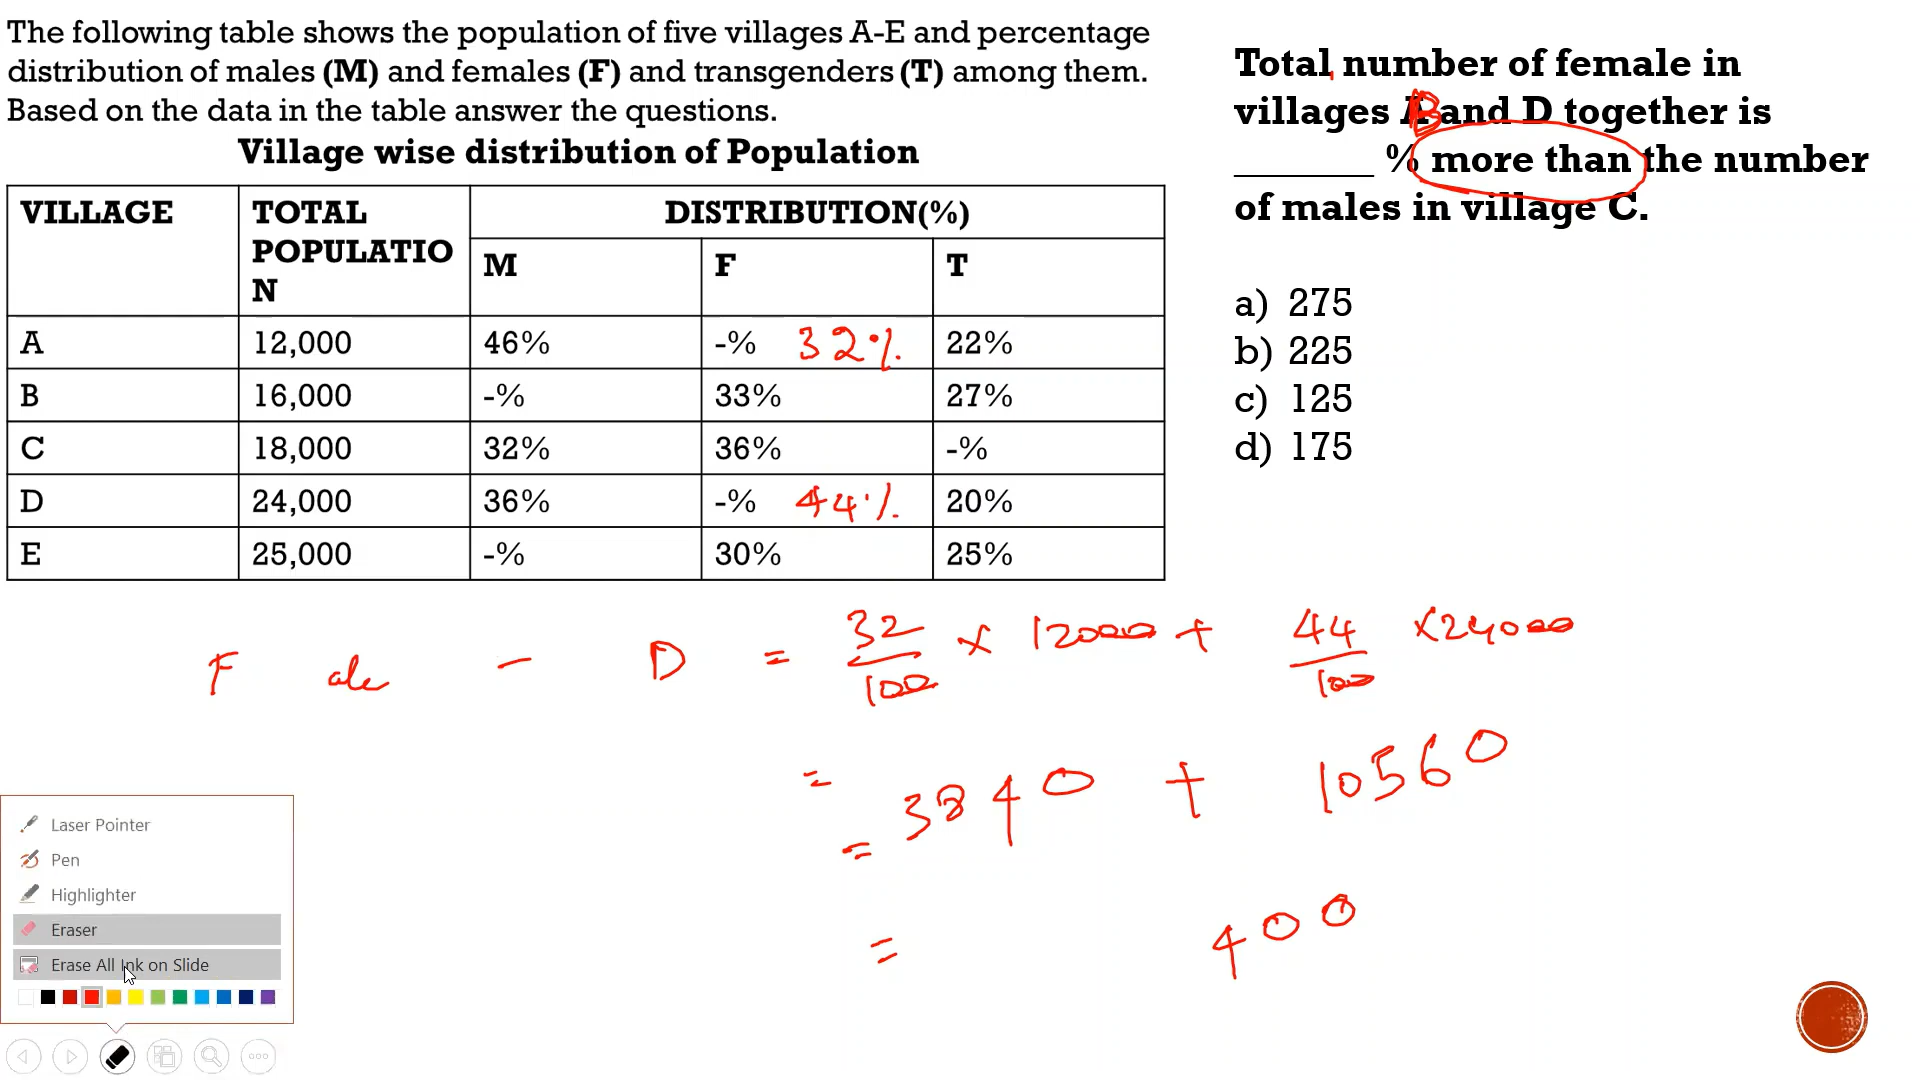 The following table shows the population of five villages A-E and percentage
distribution of males (M) and females (F) and transgenders (T) among them.
Based on the data in the table answer the questions.
Village wise distribution of Population
VILLAGE TOTAL POPULATIO N DISTRIBUTION(%)
M F T
A 12,000 46% -% 32% 22%
B 16,000 -% 33% 27%
C 18,000 32% 36% -%
D 24,000 36% -% 44% 20%
E 25,000 -% 30% 25%
Total number of female in
villages B and D together is
_______ % more than the number
of males in village C.
a) 275
b) 225
c) 125
d) 175
F ale - D = 32/100 × 12000 + 44/100 × 24000
= 3840 + 10560
=
= 400
Laser Pointer
Pen
Highlighter
Eraser
Erase All Ink on Slide